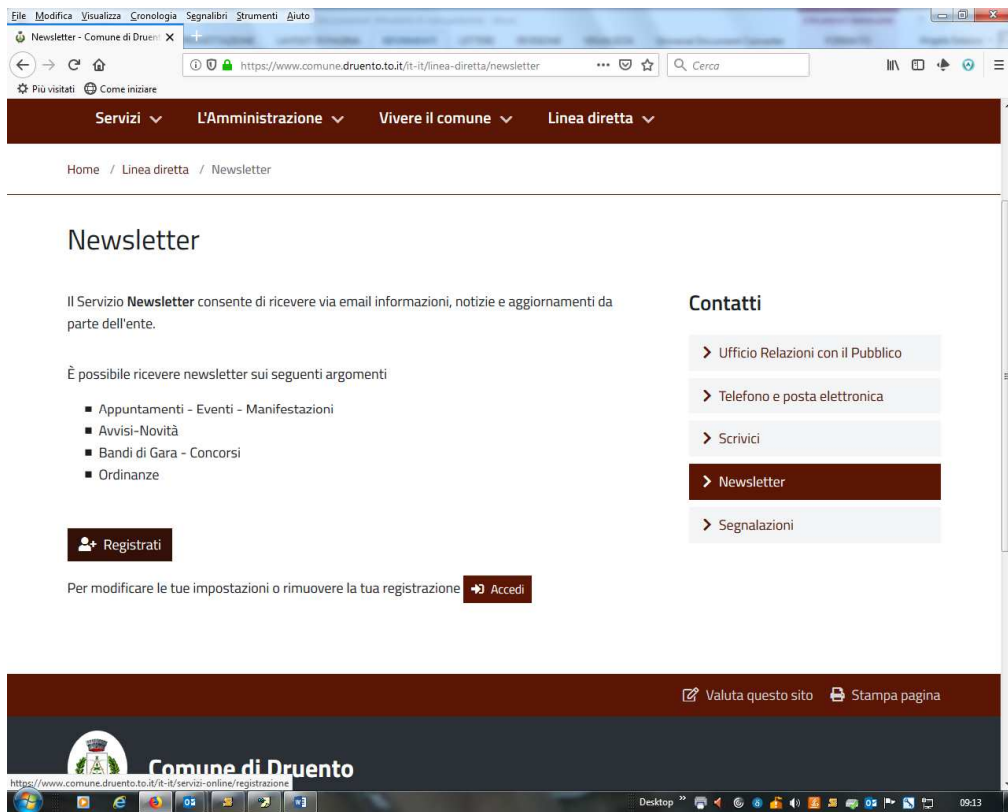 File Modifica Visualizza Cronologia Segnalibri Strumenti Aiuto
Newsletter - Comune di Druent
https://www.comune.druento.to.it/it-it/linea-diretta/newsletter
Cerca
Più visitati Come iniziare
Servizi L'Amministrazione Vivere il comune Linea diretta
Home / Linea diretta / Newsletter
Newsletter
Il Servizio Newsletter consente di ricevere via email informazioni, notizie e aggiornamenti da
parte dell'ente.
È possibile ricevere newsletter sui seguenti argomenti
Appuntamenti - Eventi - Manifestazioni
Avvisi-Novità
Bandi di Gara - Concorsi
Ordinanze
Registrati
Per modificare le tue impostazioni o rimuovere la tua registrazione Accedi
Contatti
Ufficio Relazioni con il Pubblico
Telefono e posta elettronica
Scrivici
Newsletter
Segnalazioni
Valuta questo sito Stampa pagina
Comune di Druento
https://www.comune.druento.to.it/it-it/servizi-online/registrazione
Desktop 09:13